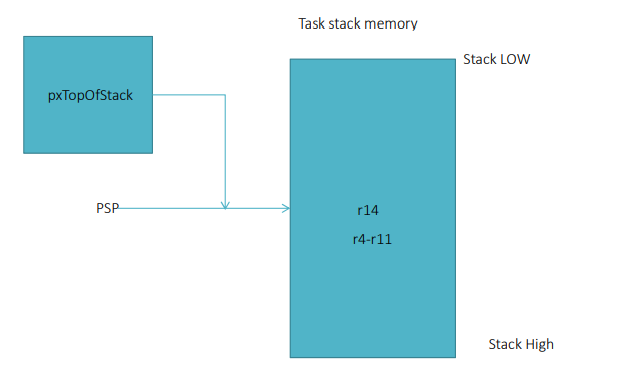 Task stack memory
Stack LOW
pxTopOfStack
PSP
r14
r4-r11
Stack High